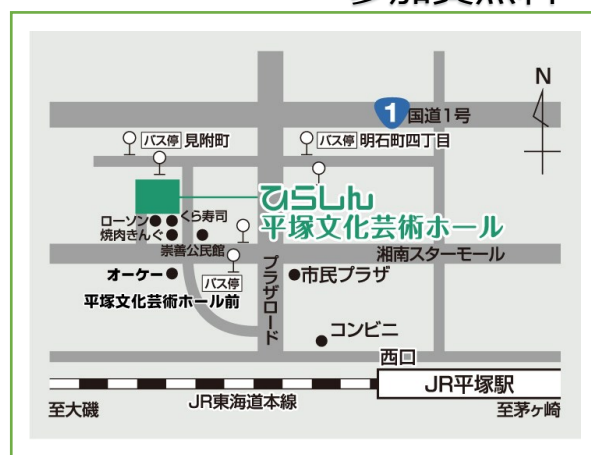 N
1
国道1号
バス停 見附町
バス停 明石町四丁目
ひらしん
平塚文化芸術ホール
ローソン
くら寿司
焼肉きんぐ
崇善公民館
湘南スターモール
オーケー
バス停
平塚文化芸術ホール前
プラザロード
市民プラザ
コンビニ
西口
JR平塚駅
JR東海道本線
至大磯
至茅ヶ崎